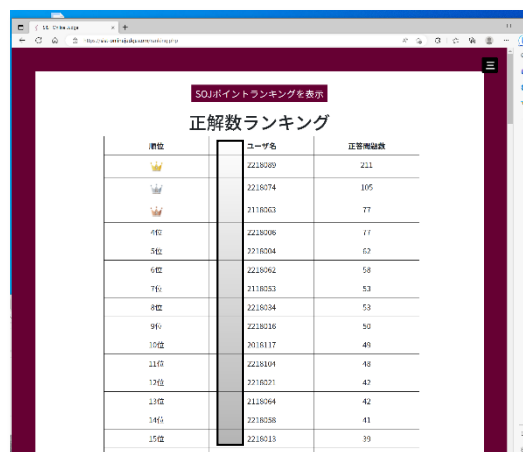 SOJポイントランキングを表示
正解数ランキング
順位 ユーザ名 正答問題数
2218089 211
2218074 105
2118063 77
4位 2218006 77
5位 2218004 62
6位 2218062 58
7位 2118053 53
8位 2218034 53
9位 2218016 50
10位 2018117 49
11位 2218104 48
12位 2218021 42
13位 2118064 42
14位 2218058 41
15位 2218013 39